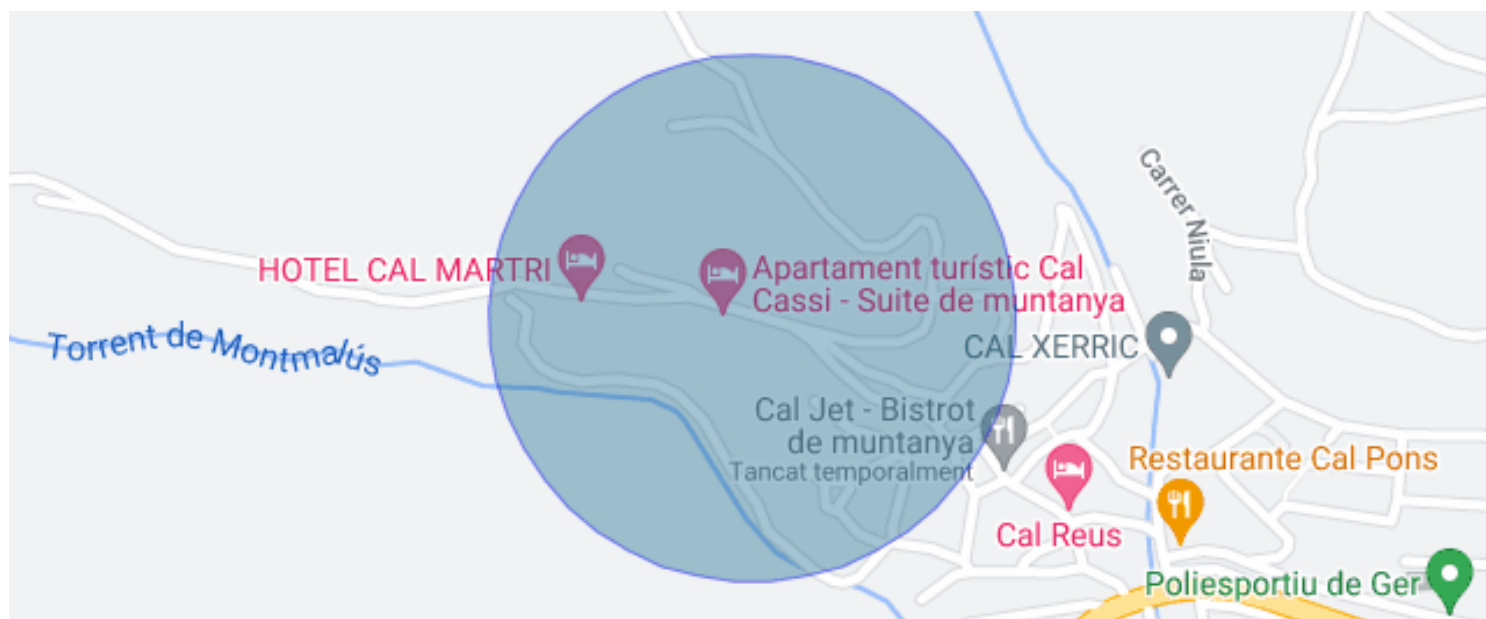 Carrer Niula
HOTEL CAL MARTRI
Apartament turístic Cal
Cassi - Suite de muntanya
Torrent de Montmalús
CAL XERRIC
Cal Jet - Bistrot
de muntanya
Tancat temporalment
Restaurante Cal Pons
Cal Reus
Poliesportiu de Ger